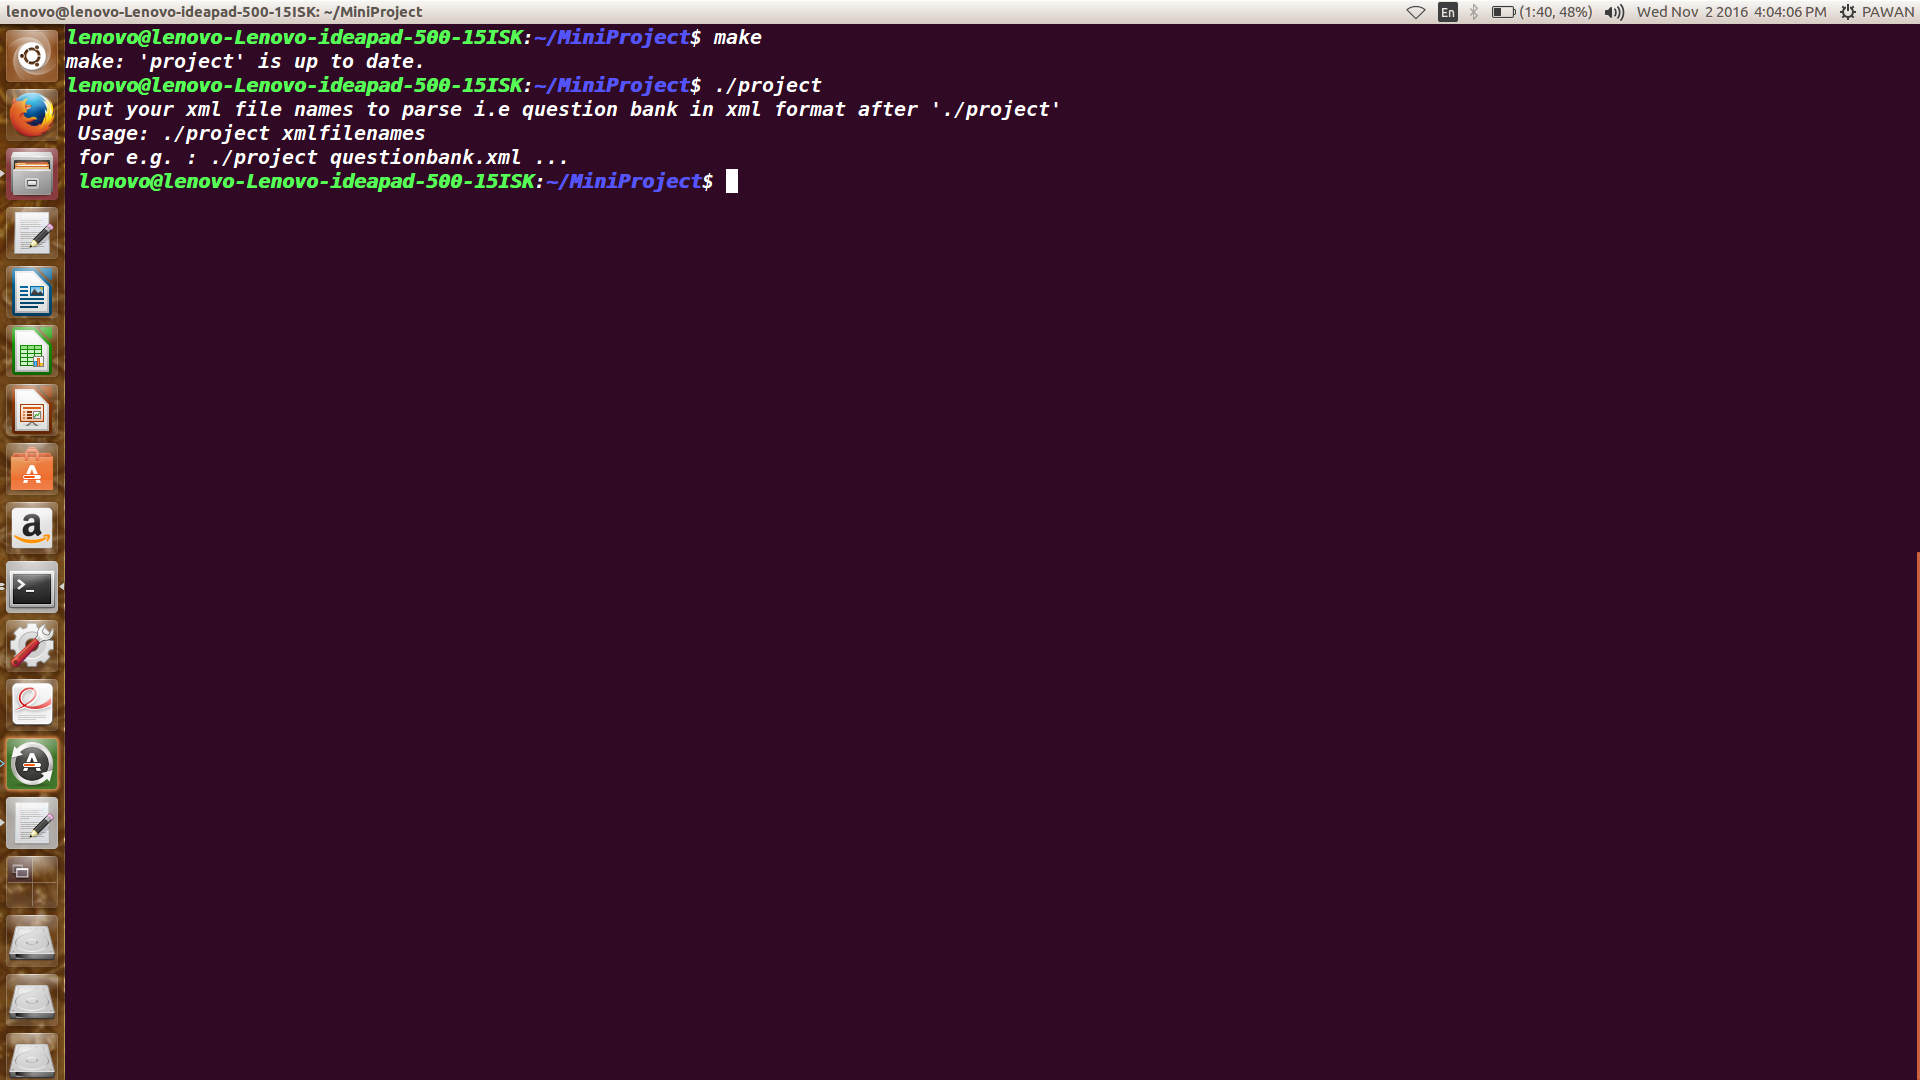 lenovo@lenovo-Lenovo-ideapad-500-15ISK: ~/MiniProject
En
(1:40, 48%)
Wed Nov 2 2016 4:04:06 PM
PAWAN
lenovo@lenovo-Lenovo-ideapad-500-15ISK:~/MiniProject$ make
make: 'project' is up to date.
lenovo@lenovo-Lenovo-ideapad-500-15ISK:~/MiniProject$ ./project
put your xml file names to parse i.e question bank in xml format after './project'
Usage: ./project xmlfilenames
for e.g. : ./project questionbank.xml ...
lenovo@lenovo-Lenovo-ideapad-500-15ISK:~/MiniProject$